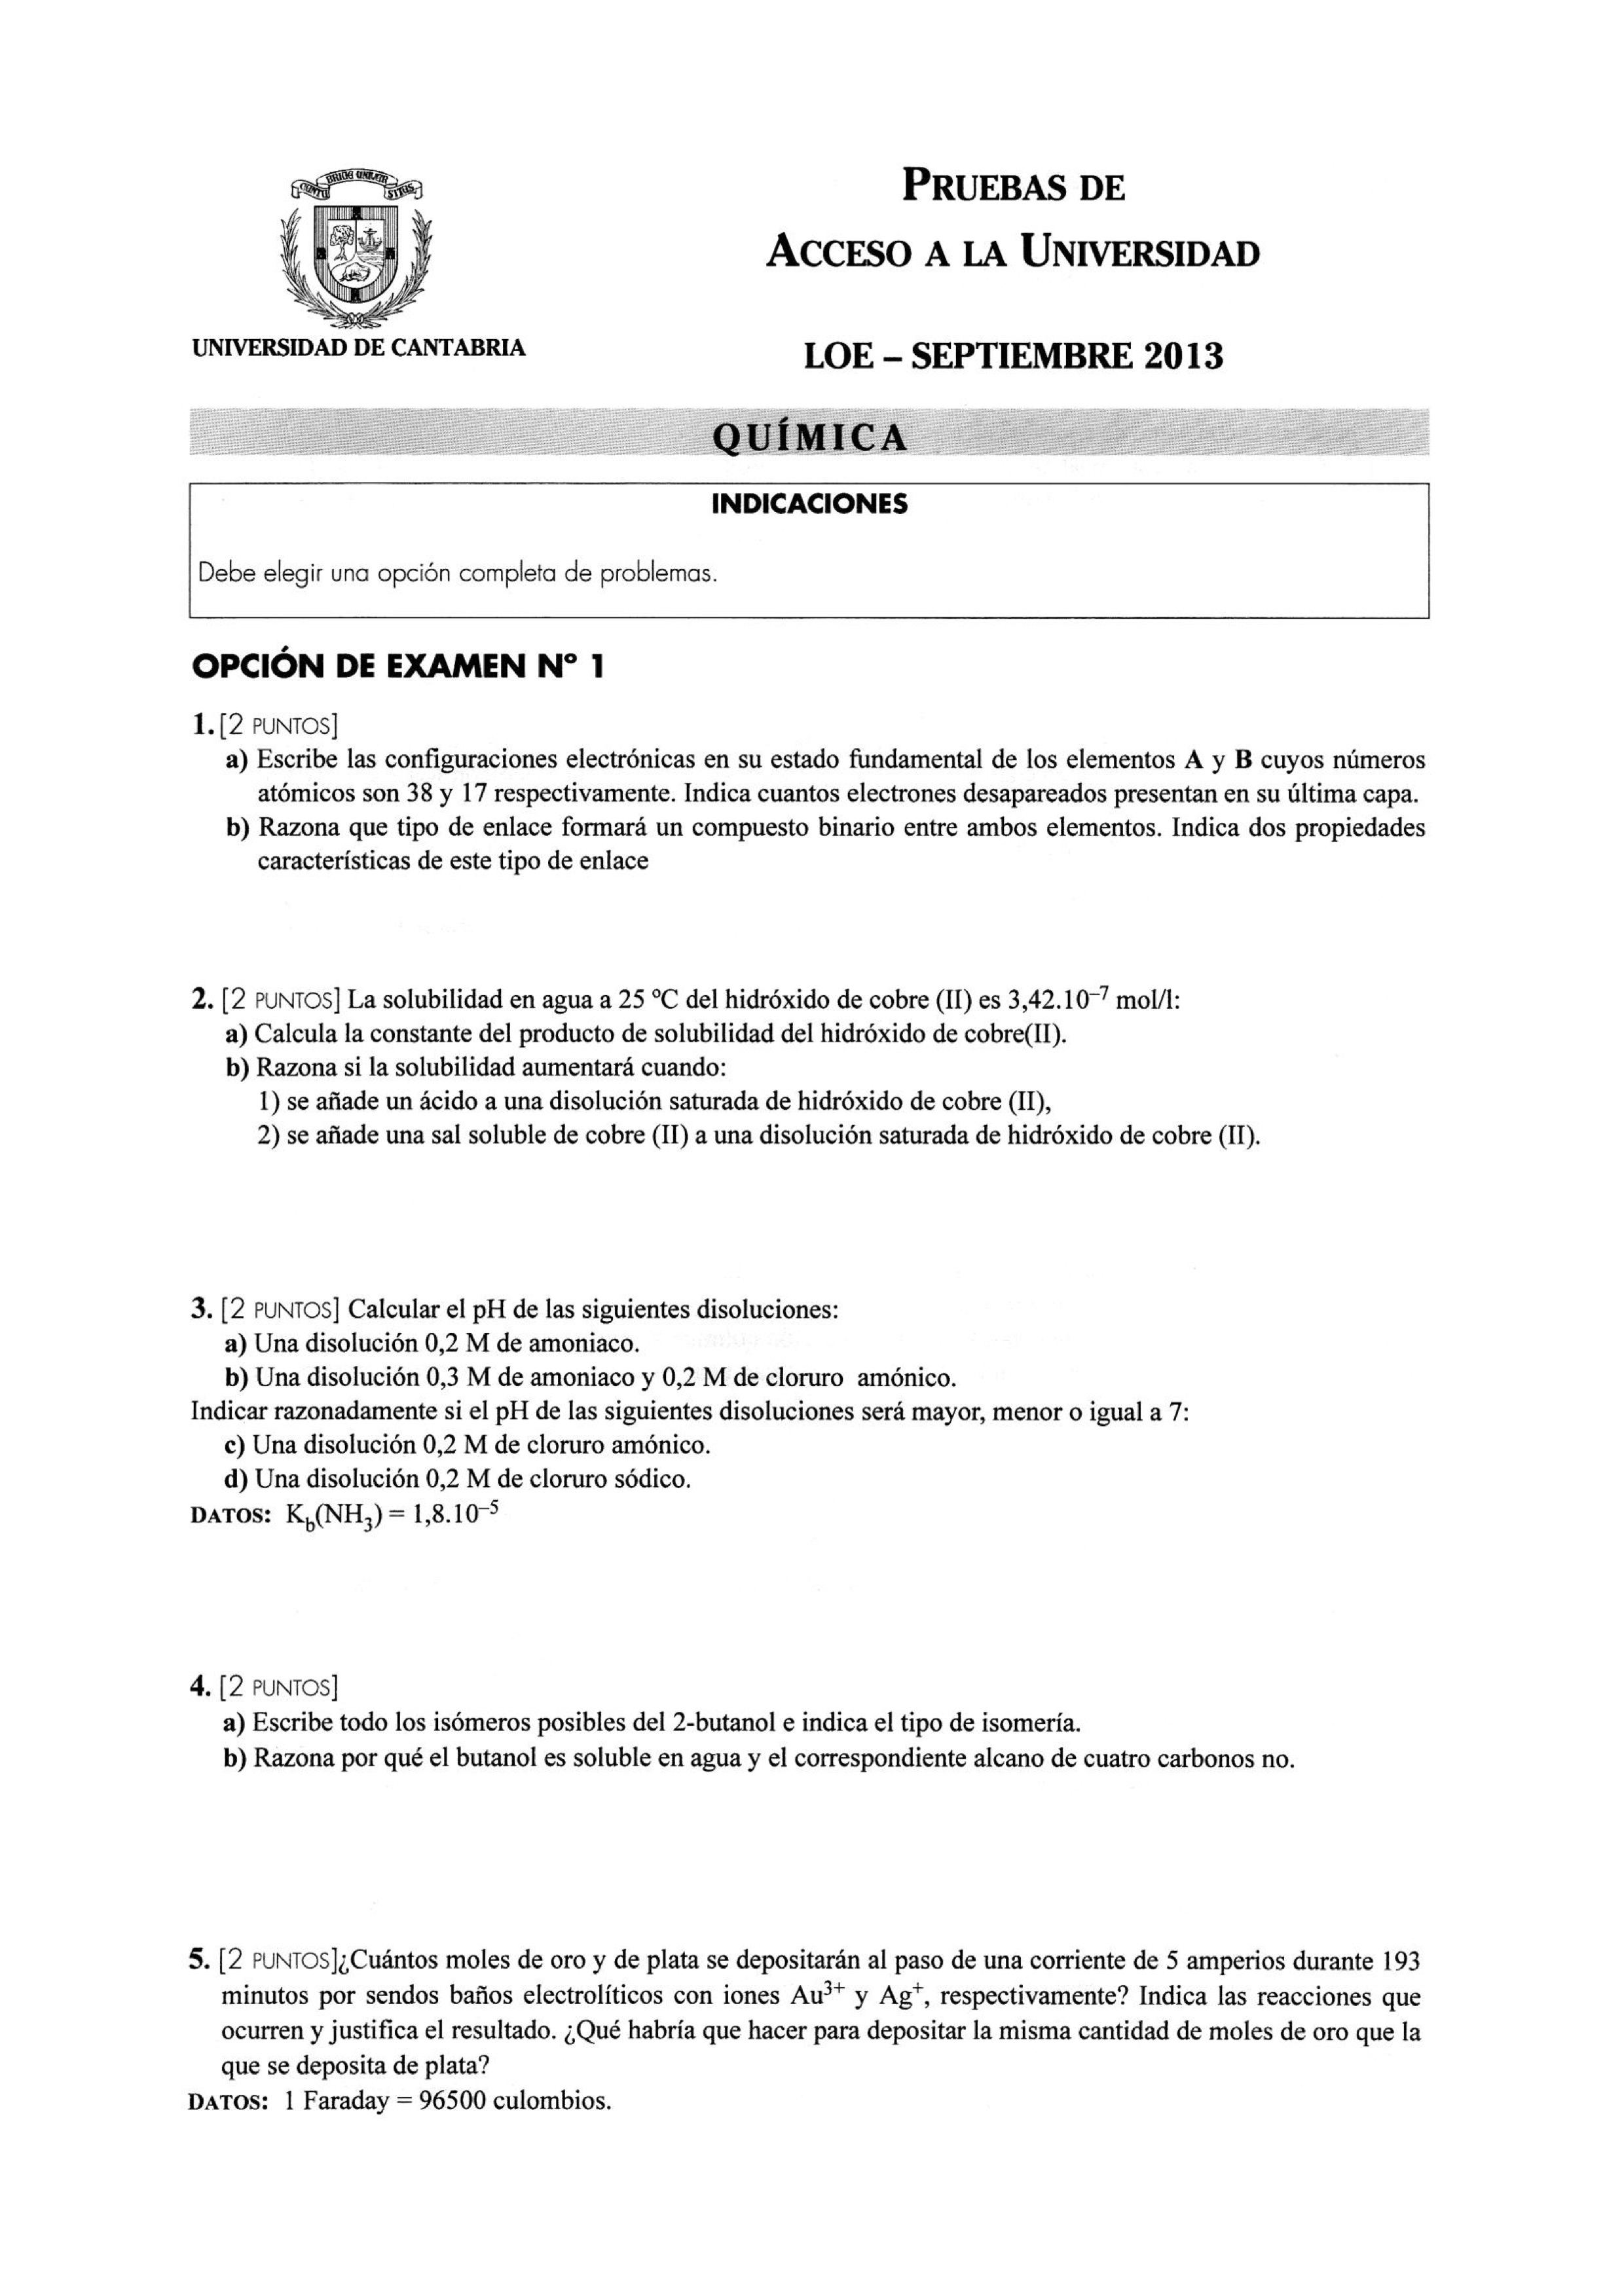 BRIGE UNIVER
CUNTU
SITUS
PRUEBAS DE
ACCESO A LA UNIVERSIDAD
UNIVERSIDAD DE CANTABRIA
LOE – SEPTIEMBRE 2013
QUÍMICA
INDICACIONES
Debe elegir una opción completa de problemas.
OPCIÓN DE EXAMEN Nº 1
1. [2 PUNTOS]
a) Escribe las configuraciones electrónicas en su estado fundamental de los elementos A y B cuyos números
atómicos son 38 y 17 respectivamente. Indica cuantos electrones desapareados presentan en su última capa.
b) Razona que tipo de enlace formará un compuesto binario entre ambos elementos. Indica dos propiedades
características de este tipo de enlace
2. [2 PUNTOS] La solubilidad en agua a 25 ºC del hidróxido de cobre (II) es 3,42.10⁻⁷ mol/l:
a) Calcula la constante del producto de solubilidad del hidróxido de cobre(II).
b) Razona si la solubilidad aumentará cuando:
1) se añade un ácido a una disolución saturada de hidróxido de cobre (II),
2) se añade una sal soluble de cobre (II) a una disolución saturada de hidróxido de cobre (II).
3. [2 PUNTOS] Calcular el pH de las siguientes disoluciones:
a) Una disolución 0,2 M de amoniaco.
b) Una disolución 0,3 M de amoniaco y 0,2 M de cloruro amónico.
Indicar razonadamente si el pH de las siguientes disoluciones será mayor, menor o igual a 7:
c) Una disolución 0,2 M de cloruro amónico.
d) Una disolución 0,2 M de cloruro sódico.
DATOS: K_b(NH₃) = 1,8.10⁻⁵
4. [2 PUNTOS]
a) Escribe todo los isómeros posibles del 2-butanol e indica el tipo de isomería.
b) Razona por qué el butanol es soluble en agua y el correspondiente alcano de cuatro carbonos no.
5. [2 PUNTOS]¿Cuántos moles de oro y de plata se depositarán al paso de una corriente de 5 amperios durante 193
minutos por sendos baños electrolíticos con iones Au³⁺ y Ag⁺, respectivamente? Indica las reacciones que
ocurren y justifica el resultado. ¿Qué habría que hacer para depositar la misma cantidad de moles de oro que la
que se deposita de plata?
DATOS: 1 Faraday = 96500 culombios.